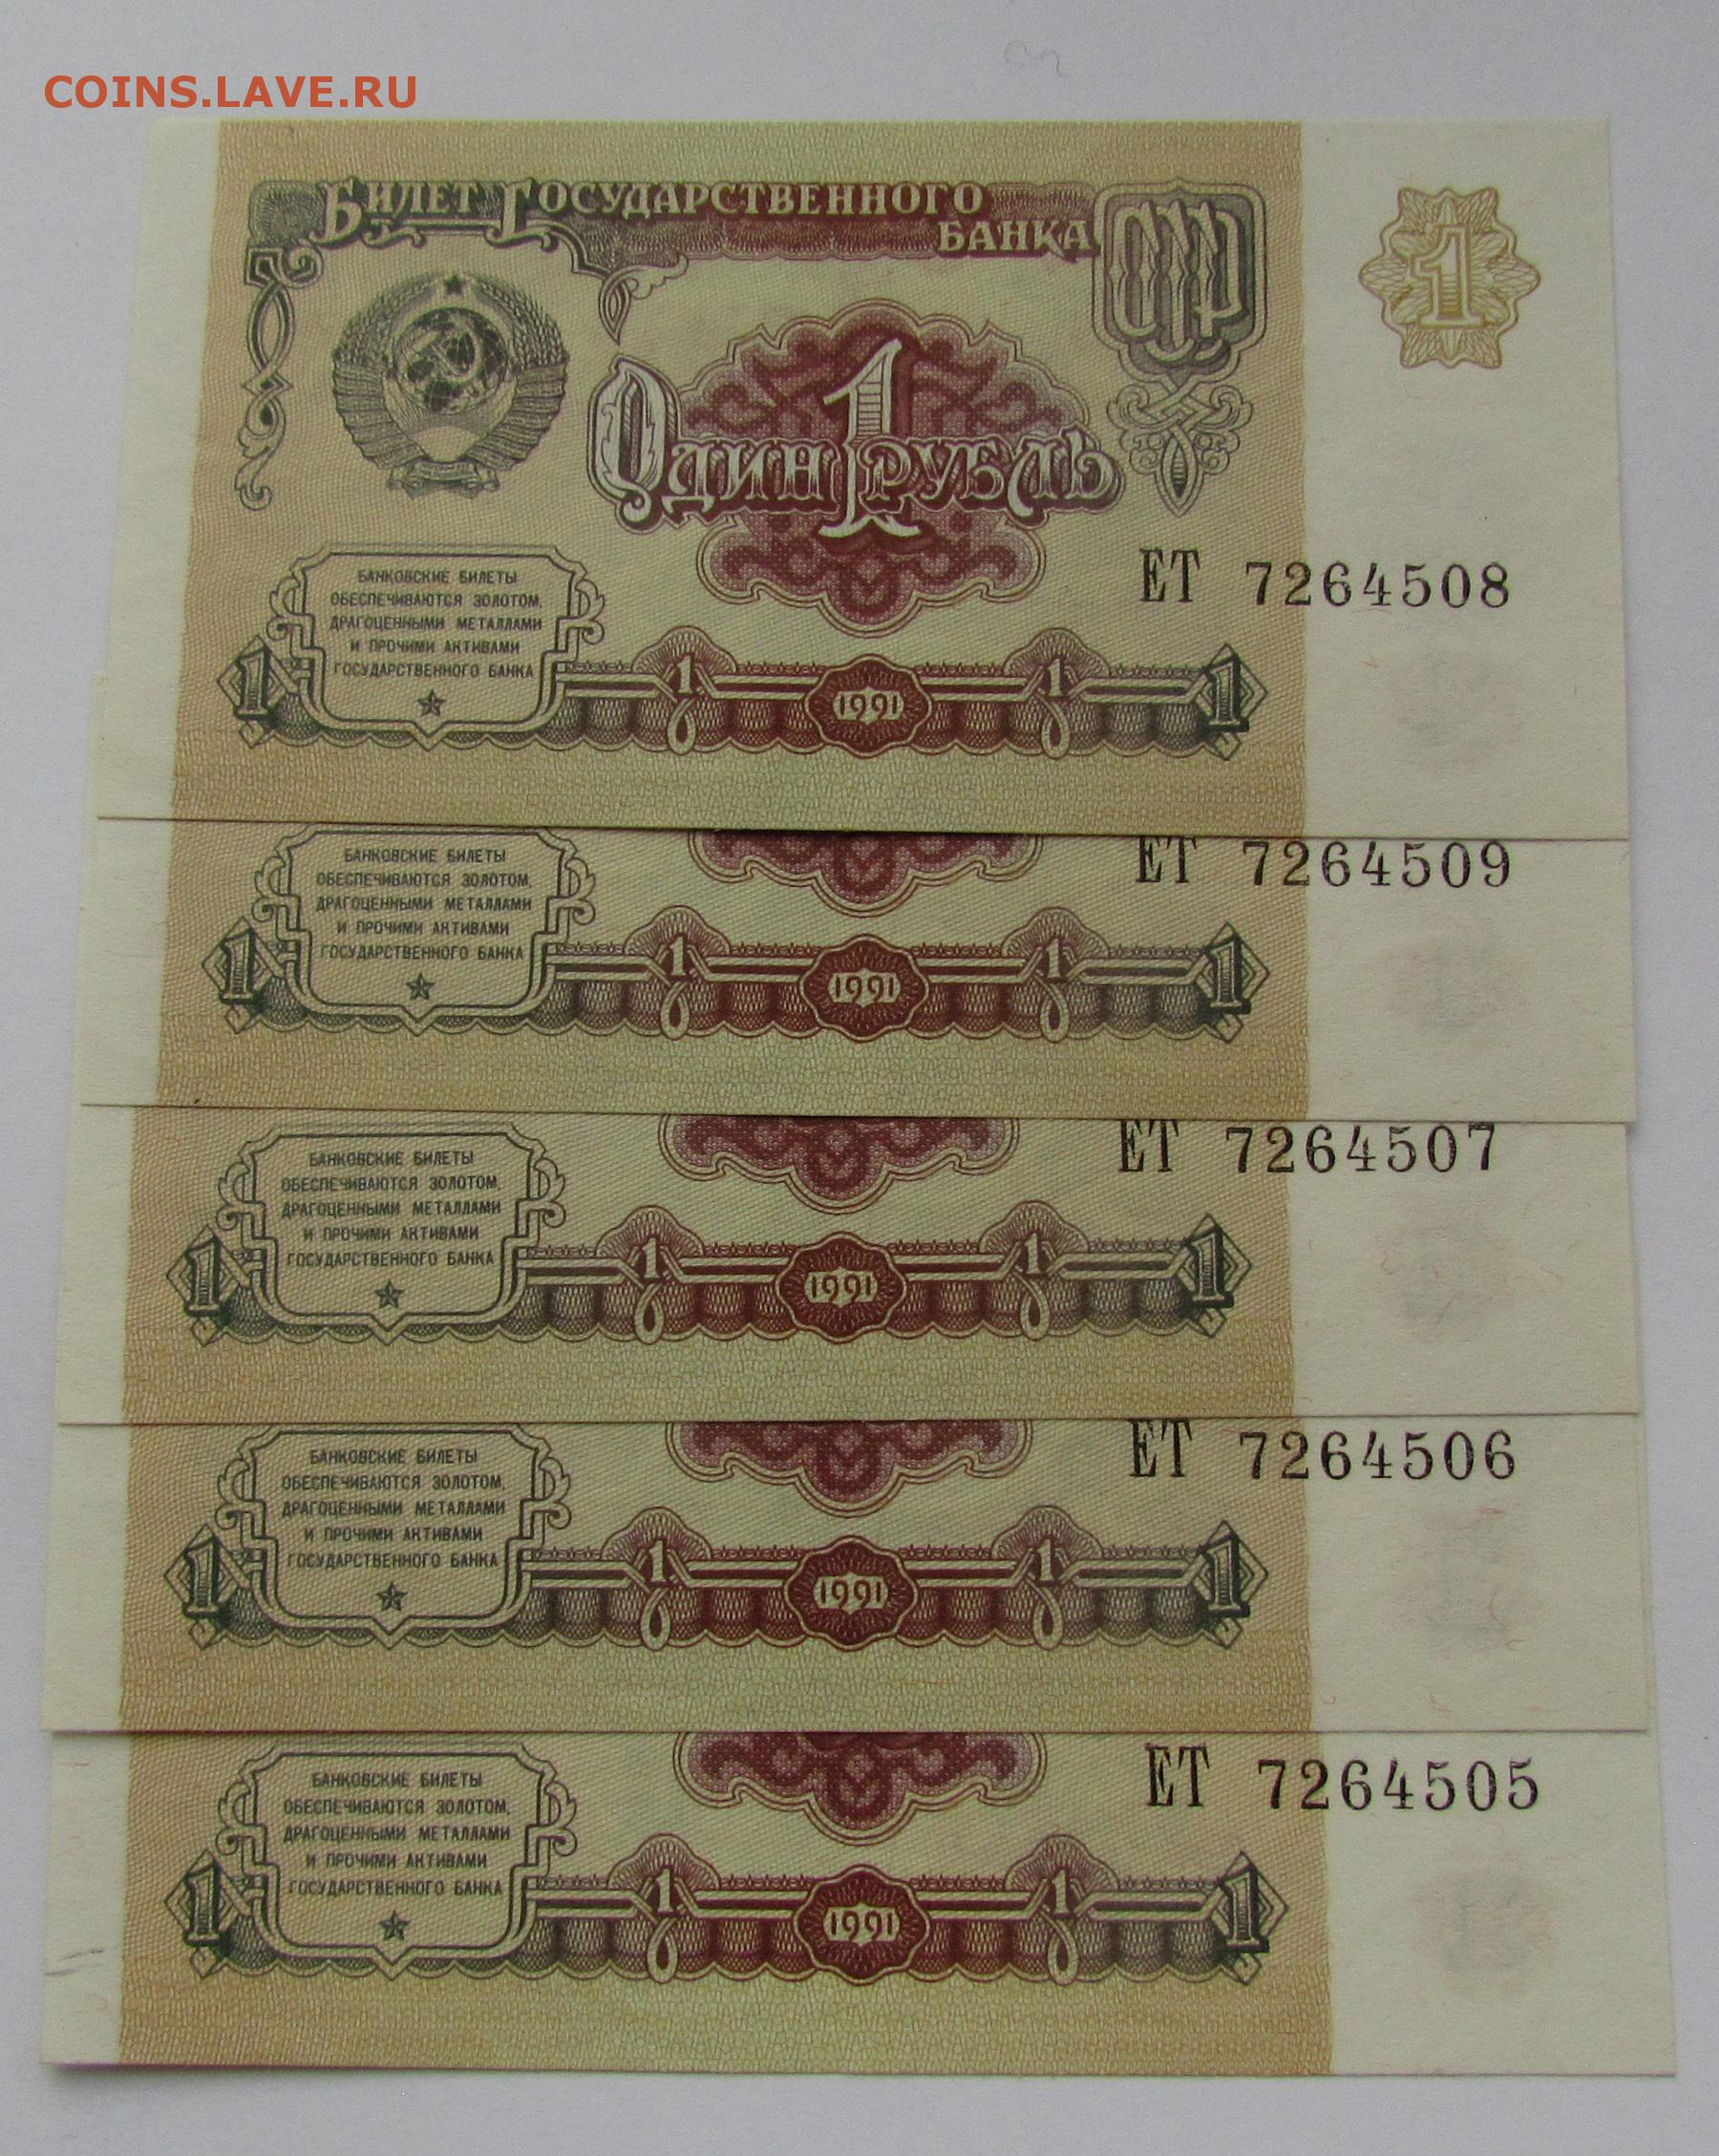 COINS.LAVE.RU
БИЛЕТ ГОСУДАРСТВЕННОГО
БАНКА СССР
1
1
ОДИН РУБЛЬ
ЕТ 7264508
БАНКОВСКИЕ БИЛЕТЫ
ОБЕСПЕЧИВАЮТСЯ ЗОЛОТОМ,
ДРАГОЦЕННЫМИ МЕТАЛЛАМИ
И ПРОЧИМИ АКТИВАМИ
ГОСУДАРСТВЕННОГО БАНКА
1 1 1991 1 1
ЕТ 7264509
БАНКОВСКИЕ БИЛЕТЫ
ОБЕСПЕЧИВАЮТСЯ ЗОЛОТОМ,
ДРАГОЦЕННЫМИ МЕТАЛЛАМИ
И ПРОЧИМИ АКТИВАМИ
ГОСУДАРСТВЕННОГО БАНКА
1 1 1991 1 1
ЕТ 7264507
БАНКОВСКИЕ БИЛЕТЫ
ОБЕСПЕЧИВАЮТСЯ ЗОЛОТОМ,
ДРАГОЦЕННЫМИ МЕТАЛЛАМИ
И ПРОЧИМИ АКТИВАМИ
ГОСУДАРСТВЕННОГО БАНКА
1 1 1991 1 1
ЕТ 7264506
БАНКОВСКИЕ БИЛЕТЫ
ОБЕСПЕЧИВАЮТСЯ ЗОЛОТОМ,
ДРАГОЦЕННЫМИ МЕТАЛЛАМИ
И ПРОЧИМИ АКТИВАМИ
ГОСУДАРСТВЕННОГО БАНКА
1 1 1991 1 1
ЕТ 7264505
БАНКОВСКИЕ БИЛЕТЫ
ОБЕСПЕЧИВАЮТСЯ ЗОЛОТОМ,
ДРАГОЦЕННЫМИ МЕТАЛЛАМИ
И ПРОЧИМИ АКТИВАМИ
ГОСУДАРСТВЕННОГО БАНКА
1 1 1991 1 1